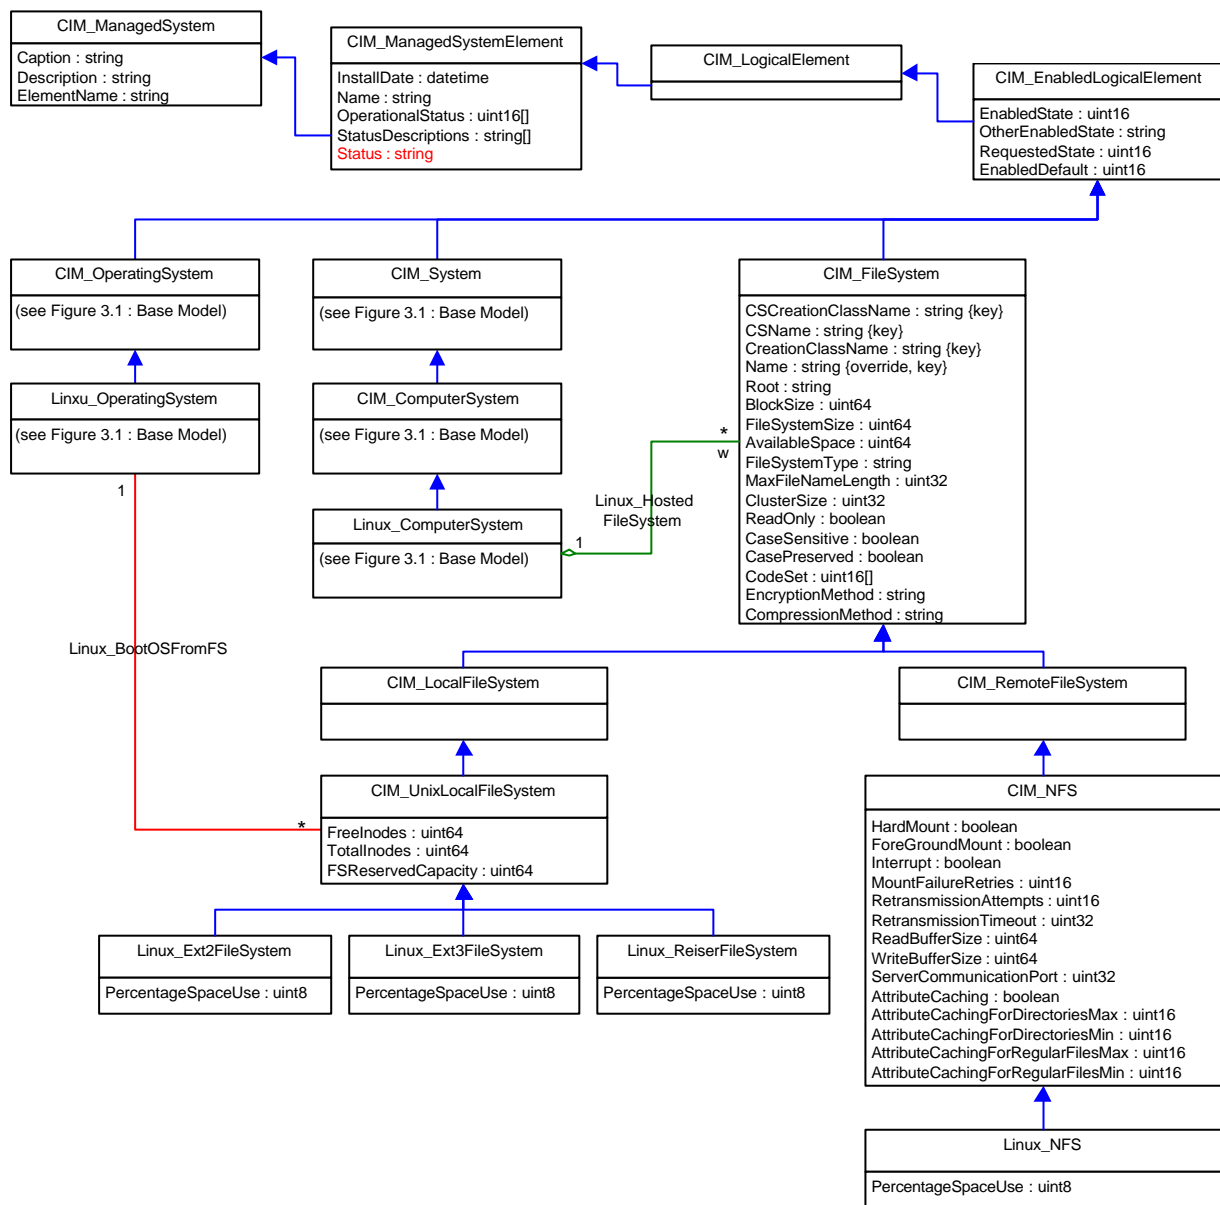 CIM_ManagedSystem
Caption : string
Description : string
ElementName : string
CIM_ManagedSystemElement
InstallDate : datetime
Name : string
OperationalStatus : uint16[]
StatusDescriptions : string[]
Status : string
CIM_LogicalElement
CIM_EnabledLogicalElement
EnabledState : uint16
OtherEnabledState : string
RequestedState : uint16
EnabledDefault : uint16
CIM_OperatingSystem
(see Figure 3.1 : Base Model)
CIM_System
(see Figure 3.1 : Base Model)
CIM_FileSystem
CSCreationClassName : string {key}
CSName : string {key}
CreationClassName : string {key}
Name : string {override, key}
Root : string
BlockSize : uint64
FileSystemSize : uint64
AvailableSpace : uint64
FileSystemType : string
MaxFileNameLength : uint32
ClusterSize : uint32
ReadOnly : boolean
CaseSensitive : boolean
CasePreserved : boolean
CodeSet : uint16[]
EncryptionMethod : string
CompressionMethod : string
Linxu_OperatingSystem
(see Figure 3.1 : Base Model)
CIM_ComputerSystem
(see Figure 3.1 : Base Model)
*
w
1
Linux_Hosted
FileSystem
Linux_ComputerSystem
(see Figure 3.1 : Base Model)
1
Linux_BootOSFromFS
CIM_LocalFileSystem
CIM_RemoteFileSystem
CIM_UnixLocalFileSystem
FreeInodes : uint64
TotalInodes : uint64
FSReservedCapacity : uint64
*
CIM_NFS
HardMount : boolean
ForeGroundMount : boolean
Interrupt : boolean
MountFailureRetries : uint16
RetransmissionAttempts : uint16
RetransmissionTimeout : uint32
ReadBufferSize : uint64
WriteBufferSize : uint64
ServerCommunicationPort : uint32
AttributeCaching : boolean
AttributeCachingForDirectoriesMax : uint16
AttributeCachingForDirectoriesMin : uint16
AttributeCachingForRegularFilesMax : uint16
AttributeCachingForRegularFilesMin : uint16
Linux_Ext2FileSystem
PercentageSpaceUse : uint8
Linux_Ext3FileSystem
PercentageSpaceUse : uint8
Linux_ReiserFileSystem
PercentageSpaceUse : uint8
Linux_NFS
PercentageSpaceUse : uint8